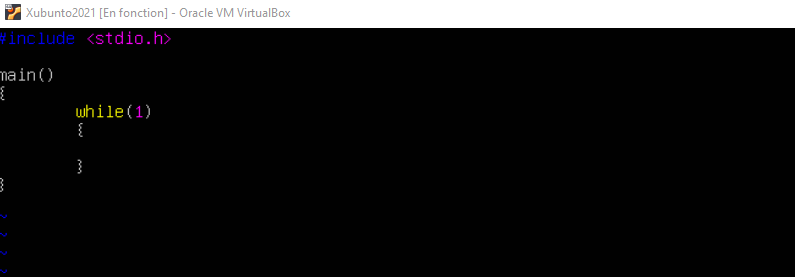 Xubunto2021 [En fonction] - Oracle VM VirtualBox
#include <stdio.h>
main()
{
while(1)
{
}
}
~
~
~
~